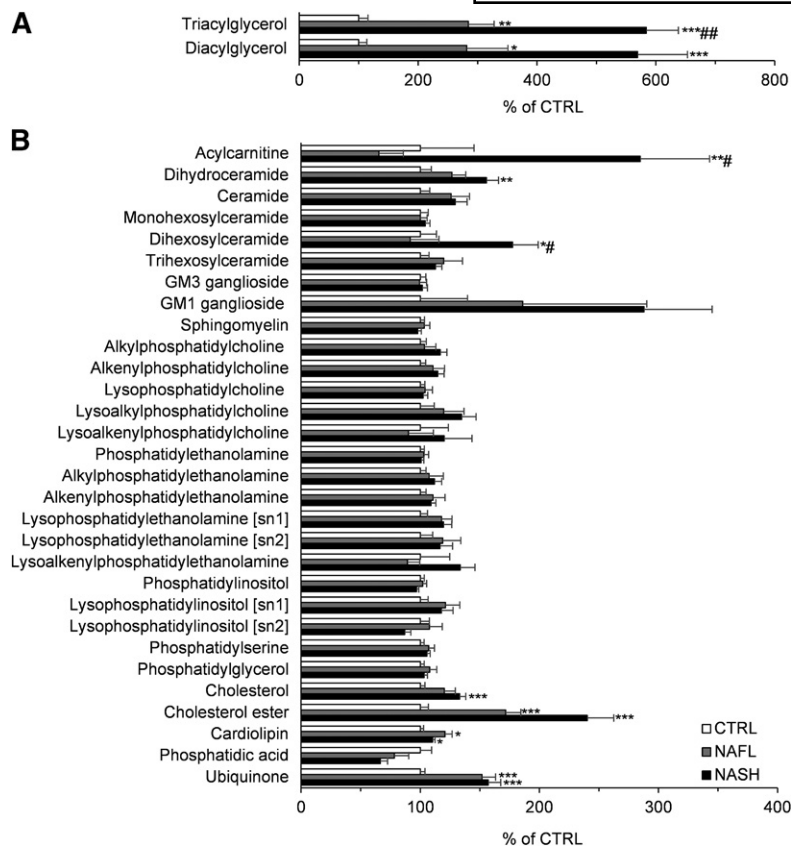 A
Triacylglycerol
**
***##
Diacylglycerol
*
***
0 200 400 600 800
% of CTRL
B
Acylcarnitine
**#
Dihydroceramide
**
Ceramide
Monohexosylceramide
Dihexosylceramide
*#
Trihexosylceramide
GM3 ganglioside
GM1 ganglioside
Sphingomyelin
Alkylphosphatidylcholine
Alkenylphosphatidylcholine
Lysophosphatidylcholine
Lysoalkylphosphatidylcholine
Lysoalkenylphosphatidylcholine
Phosphatidylethanolamine
Alkylphosphatidylethanolamine
Alkenylphosphatidylethanolamine
Lysophosphatidylethanolamine [sn1]
Lysophosphatidylethanolamine [sn2]
Lysoalkenylphosphatidylethanolamine
Phosphatidylinositol
Lysophosphatidylinositol [sn1]
Lysophosphatidylinositol [sn2]
Phosphatidylserine
Phosphatidylglycerol
Cholesterol
***
Cholesterol ester
***
***
Cardiolipin
*
*
Phosphatidic acid
Ubiquinone
***
***
CTRL
NAFL
NASH
0 100 200 300 400
% of CTRL